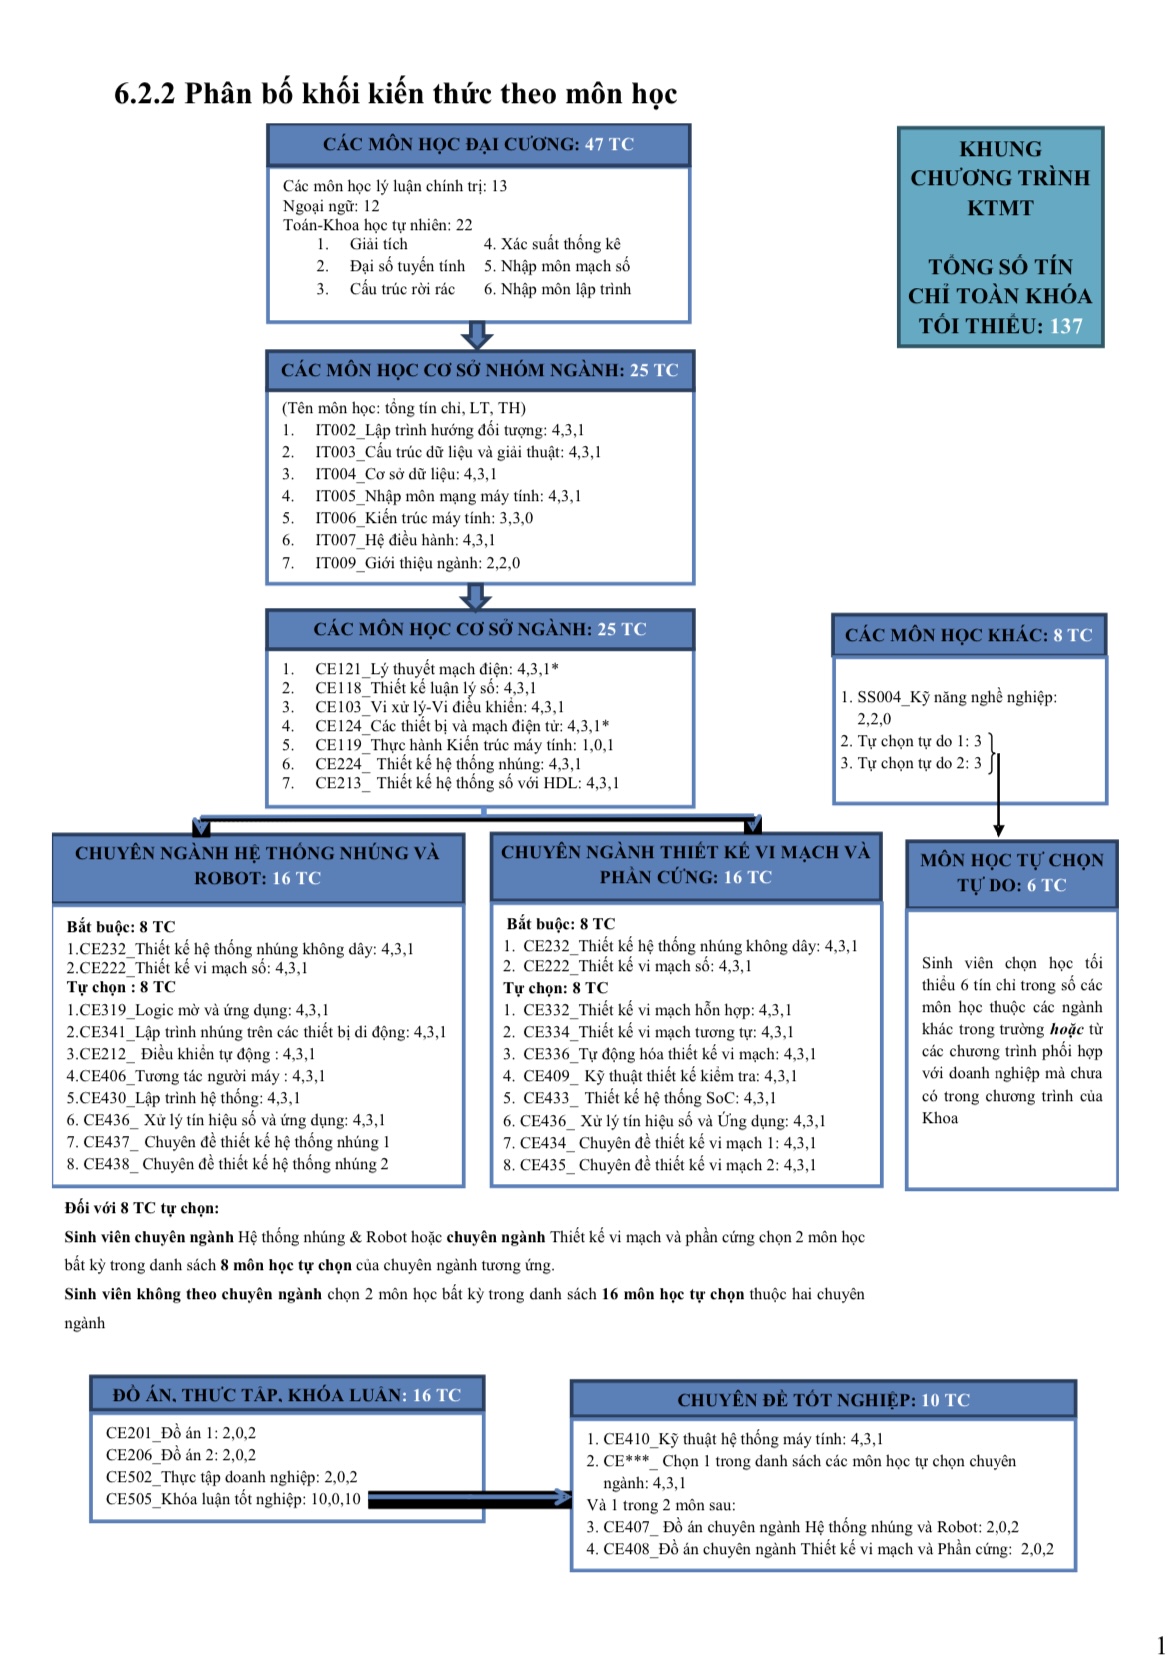 6.2.2 Phân bố khối kiến thức theo môn học
CÁC MÔN HỌC ĐẠI CƯƠNG: 47 TC
Các môn học lý luận chính trị: 13
Ngoại ngữ: 12
Toán-Khoa học tự nhiên: 22
1. Giải tích
2. Đại số tuyến tính
3. Cấu trúc rời rác
4. Xác suất thống kê
5. Nhập môn mạch số
6. Nhập môn lập trình
KHUNG
CHƯƠNG TRÌNH
KTMT
TỔNG SỐ TÍN
CHỈ TOÀN KHÓA
TỐI THIỂU: 137
CÁC MÔN HỌC CƠ SỞ NHÓM NGÀNH: 25 TC
(Tên môn học: tổng tín chỉ, LT, TH)
1. IT002_Lập trình hướng đối tượng: 4,3,1
2. IT003_Cấu trúc dữ liệu và giải thuật: 4,3,1
3. IT004_Cơ sở dữ liệu: 4,3,1
4. IT005_Nhập môn mạng máy tính: 4,3,1
5. IT006_Kiến trúc máy tính: 3,3,0
6. IT007_Hệ điều hành: 4,3,1
7. IT009_Giới thiệu ngành: 2,2,0
CÁC MÔN HỌC CƠ SỞ NGÀNH: 25 TC
1. CE121_Lý thuyết mạch điện: 4,3,1*
2. CE118_Thiết kế luận lý số: 4,3,1
3. CE103_Vi xử lý-Vi điều khiển: 4,3,1
4. CE124_Các thiết bị và mạch điện tử: 4,3,1*
5. CE119_Thực hành Kiến trúc máy tính: 1,0,1
6. CE224_ Thiết kế hệ thống nhúng: 4,3,1
7. CE213_ Thiết kế hệ thống số với HDL: 4,3,1
CÁC MÔN HỌC KHÁC: 8 TC
1. SS004_Kỹ năng nghề nghiệp:
2,2,0
2. Tự chọn tự do 1: 3
3. Tự chọn tự do 2: 3
CHUYÊN NGÀNH HỆ THỐNG NHÚNG VÀ
ROBOT: 16 TC
Bắt buộc: 8 TC
1.CE232_Thiết kế hệ thống nhúng không dây: 4,3,1
2.CE222_Thiết kế vi mạch số: 4,3,1
Tự chọn : 8 TC
1.CE319_Logic mờ và ứng dụng: 4,3,1
2.CE341_Lập trình nhúng trên các thiết bị di động: 4,3,1
3.CE212_ Điều khiển tự động : 4,3,1
4.CE406_Tương tác người máy : 4,3,1
5.CE430_Lập trình hệ thống: 4,3,1
6. CE436_ Xử lý tín hiệu số và ứng dụng: 4,3,1
7. CE437_ Chuyên đề thiết kế hệ thống nhúng 1
8. CE438_ Chuyên đề thiết kế hệ thống nhúng 2
CHUYÊN NGÀNH THIẾT KẾ VI MẠCH VÀ
PHẦN CỨNG: 16 TC
Bắt buộc: 8 TC
1. CE232_Thiết kế hệ thống nhúng không dây: 4,3,1
2. CE222_Thiết kế vi mạch số: 4,3,1
Tự chọn: 8 TC
1. CE332_Thiết kế vi mạch hỗn hợp: 4,3,1
2. CE334_Thiết kế vi mạch tương tự: 4,3,1
3. CE336_Tự động hóa thiết kế vi mạch: 4,3,1
4. CE409_ Kỹ thuật thiết kế kiểm tra: 4,3,1
5. CE433_ Thiết kế hệ thống SoC: 4,3,1
6. CE436_ Xử lý tín hiệu số và Ứng dụng: 4,3,1
7. CE434_ Chuyên đề thiết kế vi mạch 1: 4,3,1
8. CE435_ Chuyên đề thiết kế vi mạch 2: 4,3,1
MÔN HỌC TỰ CHỌN
TỰ DO: 6 TC
Sinh viên chọn học tối
thiểu 6 tín chỉ trong số các
môn học thuộc các ngành
khác trong trường hoặc từ
các chương trình phối hợp
với doanh nghiệp mà chưa
có trong chương trình của
Khoa
Đối với 8 TC tự chọn:
Sinh viên chuyên ngành Hệ thống nhúng & Robot hoặc chuyên ngành Thiết kế vi mạch và phần cứng chọn 2 môn học
bất kỳ trong danh sách 8 môn học tự chọn của chuyên ngành tương ứng.
Sinh viên không theo chuyên ngành chọn 2 môn học bất kỳ trong danh sách 16 môn học tự chọn thuộc hai chuyên
ngành
ĐỒ ÁN, THỰC TẬP, KHÓA LUẬN: 16 TC
CE201_Đồ án 1: 2,0,2
CE206_Đồ án 2: 2,0,2
CE502_Thực tập doanh nghiệp: 2,0,2
CE505_Khóa luận tốt nghiệp: 10,0,10
CHUYÊN ĐỀ TỐT NGHIỆP: 10 TC
1. CE410_Kỹ thuật hệ thống máy tính: 4,3,1
2. CE***_ Chọn 1 trong danh sách các môn học tự chọn chuyên
ngành: 4,3,1
Và 1 trong 2 môn sau:
3. CE407_ Đồ án chuyên ngành Hệ thống nhúng và Robot: 2,0,2
4. CE408_Đồ án chuyên ngành Thiết kế vi mạch và Phần cứng: 2,0,2
1